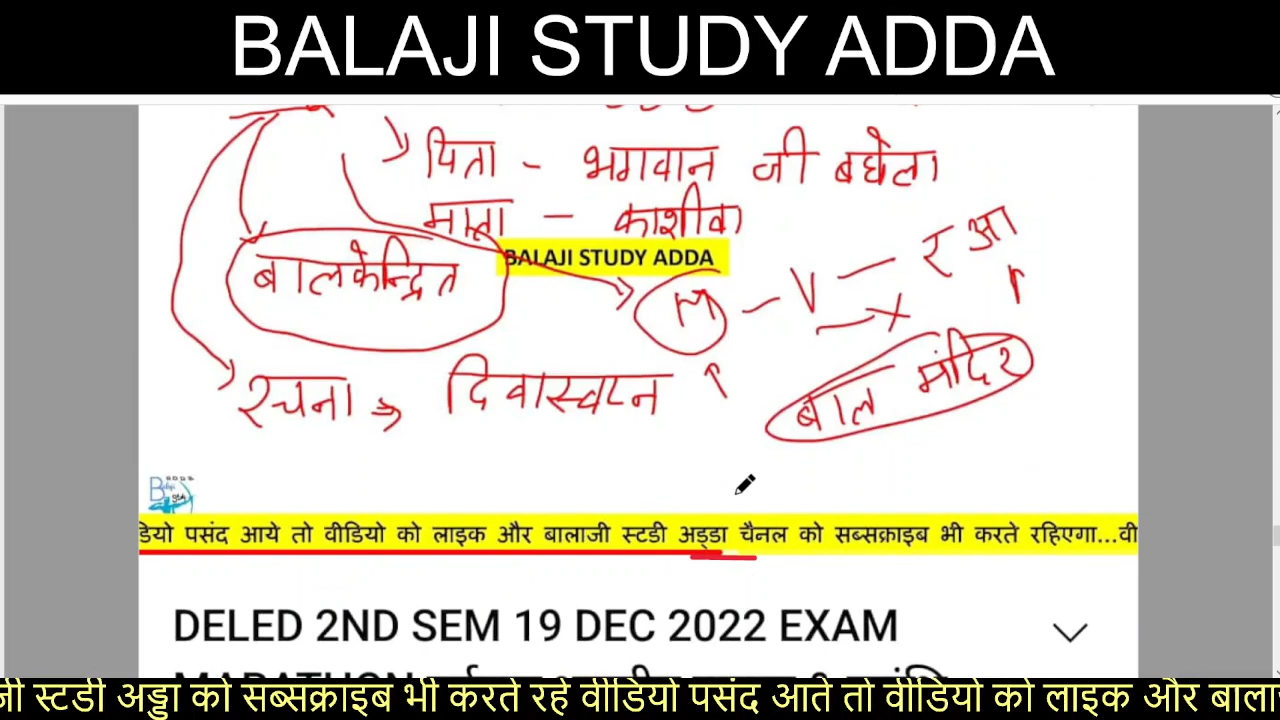 BALAJI STUDY ADDA
पिता - भगवान जी बघेला
माता - काशीबा
BALAJI STUDY ADDA
बालकेन्द्रित
M - V - र आ
x
रचना → दिवास्वप्न
बाल मंदिर
डियो पसंद आये तो वीडियो को लाइक और बालाजी स्टडी अड्डा चैनल को सब्सक्राइब भी करते रहिएगा...वी
DELED 2ND SEM 19 DEC 2022 EXAM
जी स्टडी अड्डा को सब्सक्राइब भी करते रहे वीडियो पसंद आते तो वीडियो को लाइक और बाला